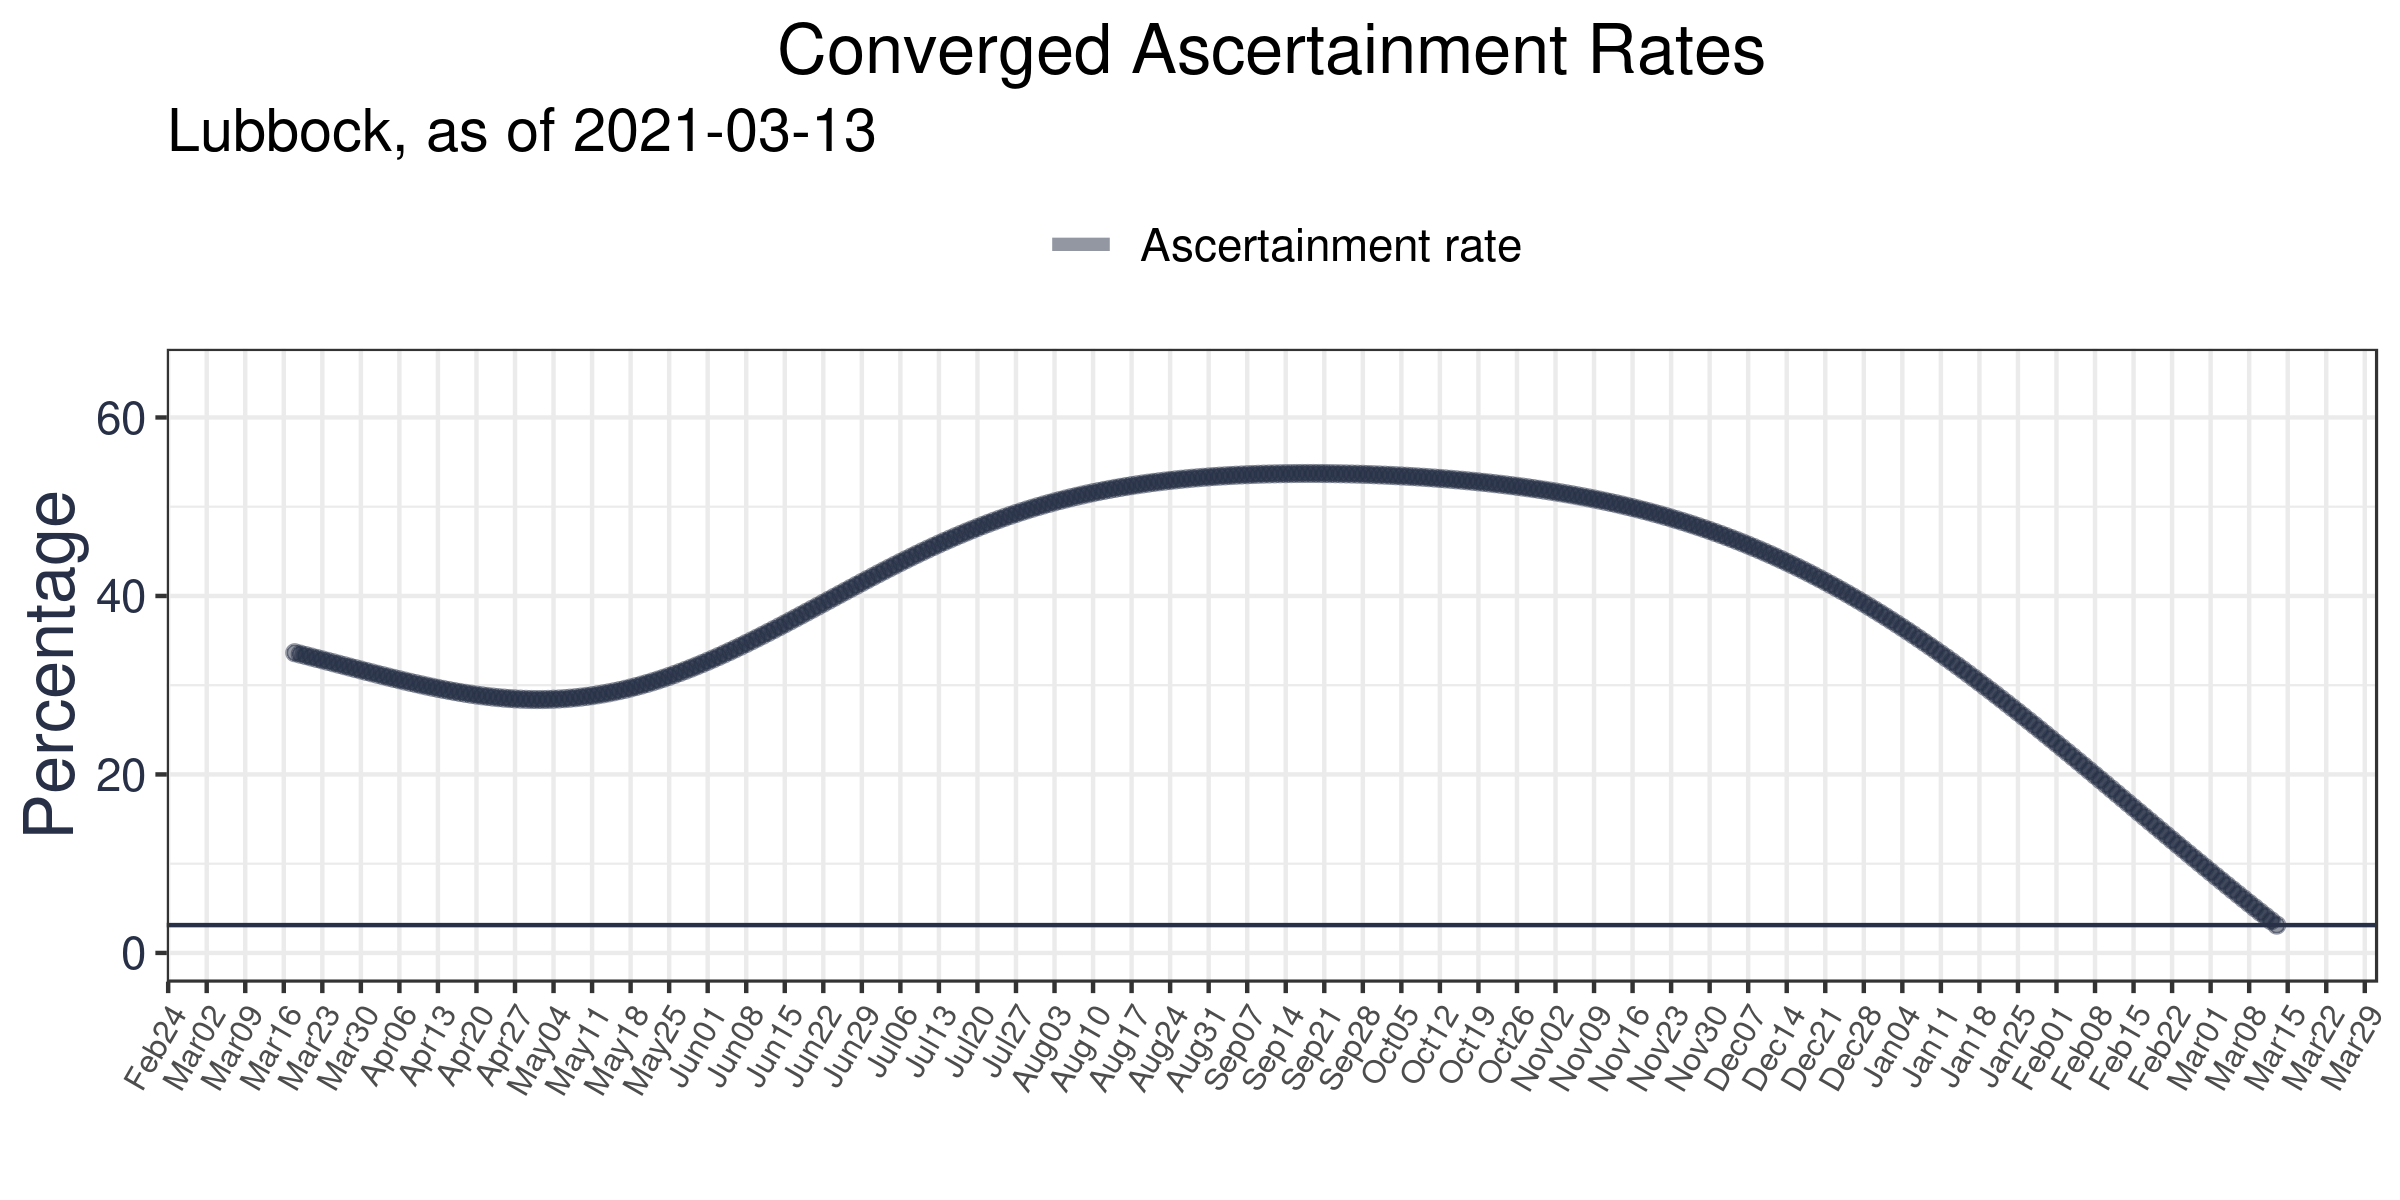 Converged Ascertainment Rates
Lubbock, as of 2021-03-13
Ascertainment rate
Percentage
60
40
20
0
Feb24
Mar02
Mar09
Mar16
Mar23
Mar30
Apr06
Apr13
Apr20
Apr27
May04
May11
May18
May25
Jun01
Jun08
Jun15
Jun22
Jun29
Jul06
Jul13
Jul20
Jul27
Aug03
Aug10
Aug17
Aug24
Aug31
Sep07
Sep14
Sep21
Sep28
Oct05
Oct12
Oct19
Oct26
Nov02
Nov09
Nov16
Nov23
Nov30
Dec07
Dec14
Dec21
Dec28
Jan04
Jan11
Jan18
Jan25
Feb01
Feb08
Feb15
Feb22
Mar01
Mar08
Mar15
Mar22
Mar29